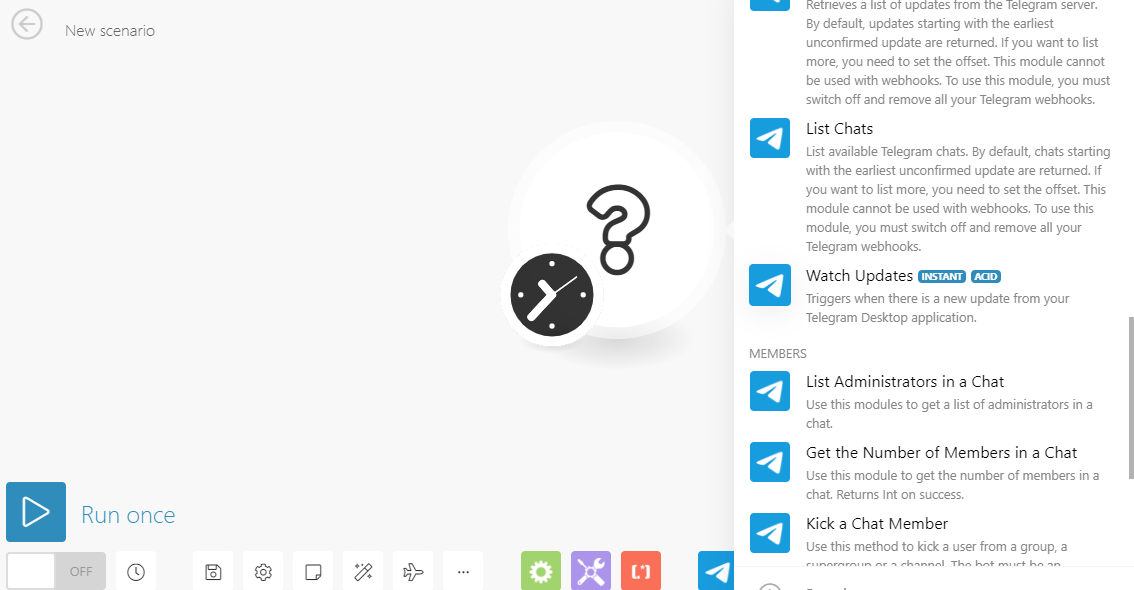 New scenario
Retrieves a list of updates from the Telegram server.
By default, updates starting with the earliest
unconfirmed update are returned. If you want to list
more, you need to set the offset. This module cannot
be used with webhooks. To use this module, you must
switch off and remove all your Telegram webhooks.
List Chats
List available Telegram chats. By default, chats starting
with the earliest unconfirmed update are returned. If
you want to list more, you need to set the offset. This
module cannot be used with webhooks. To use this
module, you must switch off and remove all your
Telegram webhooks.
Watch Updates INSTANT ACID
Triggers when there is a new update from your
Telegram Desktop application.
MEMBERS
List Administrators in a Chat
Use this modules to get a list of administrators in a
chat.
Get the Number of Members in a Chat
Use this module to get the number of members in a
chat. Returns Int on success.
Kick a Chat Member
Use this method to kick a user from a group, a
supergroup or a channel. The bot must be an
Run once
OFF